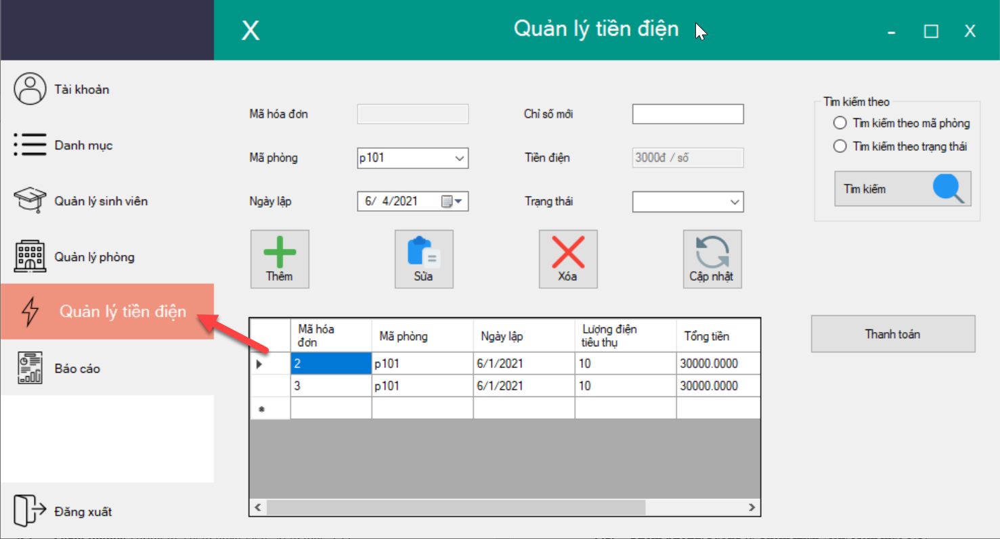 X
Quản lý tiền điện
- □ X
Tài khoản
Danh mục
Quản lý sinh viên
Quản lý phòng
Quản lý tiền điện
Báo cáo
Đăng xuất
Mã hóa đơn
Chỉ số mới
Mã phòng p101
Tiền điện 3000đ / số
Ngày lập 6/ 4/2021
Trạng thái
Tìm kiếm theo
Tìm kiếm theo mã phòng
Tìm kiếm theo trạng thái
Tìm kiếm
Thêm
Sửa
Xóa
Cập nhật
Thanh toán
Mã hóa đơn Mã phòng Ngày lập Lượng điện tiêu thụ Tổng tiền
2 p101 6/1/2021 10 30000.0000
3 p101 6/1/2021 10 30000.0000